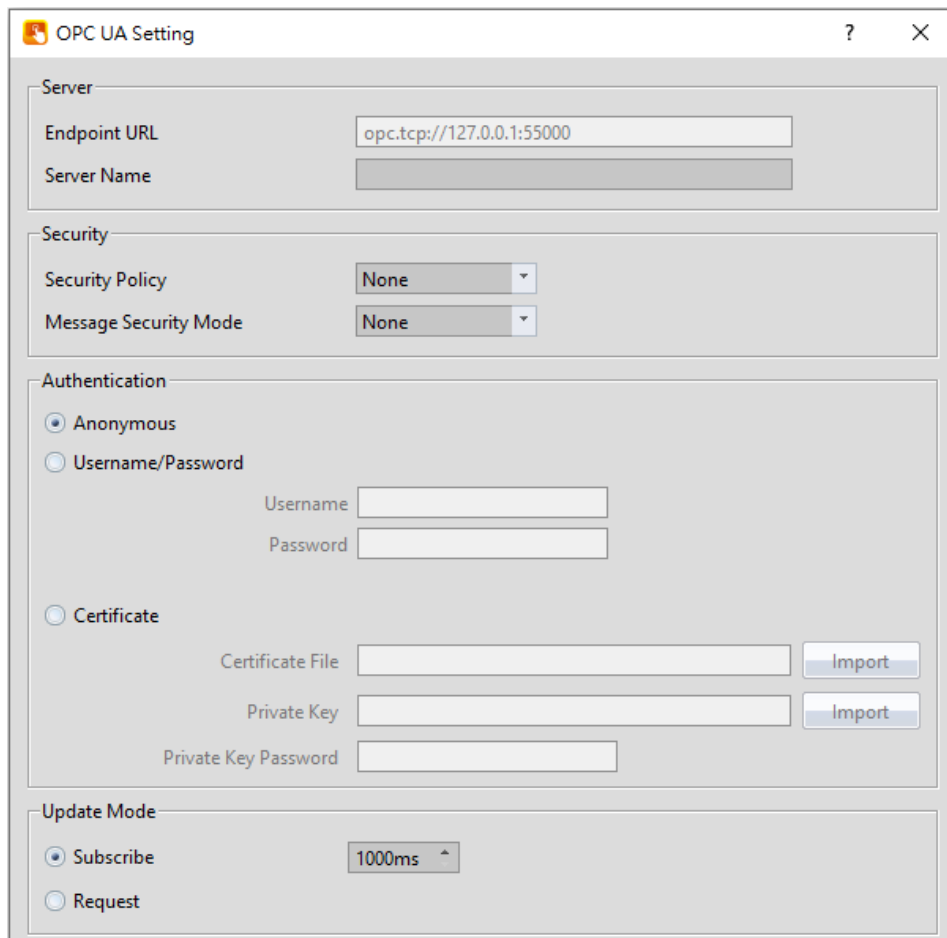 OPC UA Setting ? ×
Server
Endpoint URL opc.tcp://127.0.0.1:55000
Server Name
Security
Security Policy None
Message Security Mode None
Authentication
Anonymous
Username/Password
Username
Password
Certificate
Certificate File Import
Private Key Import
Private Key Password
Update Mode
Subscribe 1000ms
Request